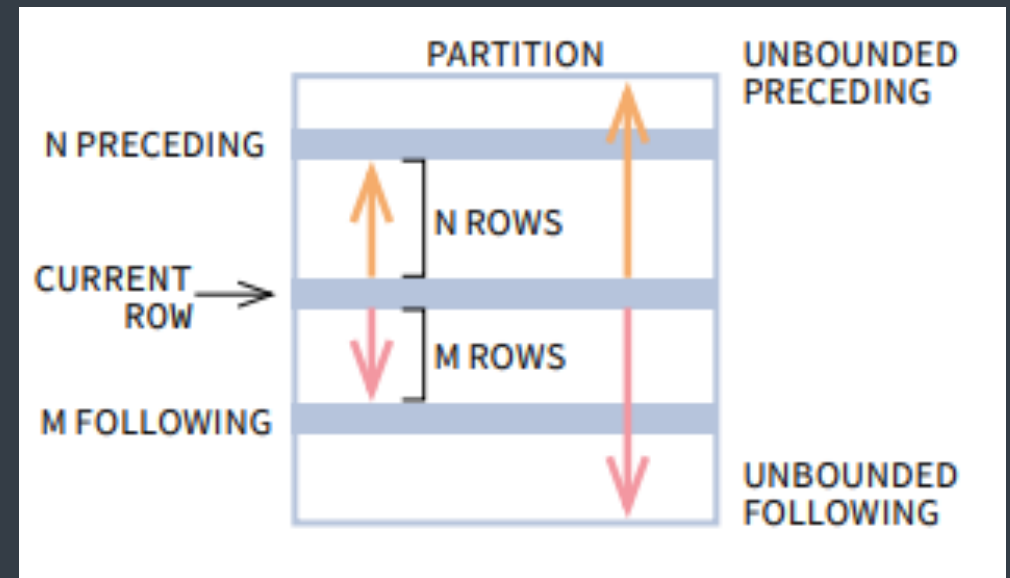 PARTITION
UNBOUNDED
PRECEDING
N PRECEDING
N ROWS
CURRENT
ROW
M ROWS
M FOLLOWING
UNBOUNDED
FOLLOWING